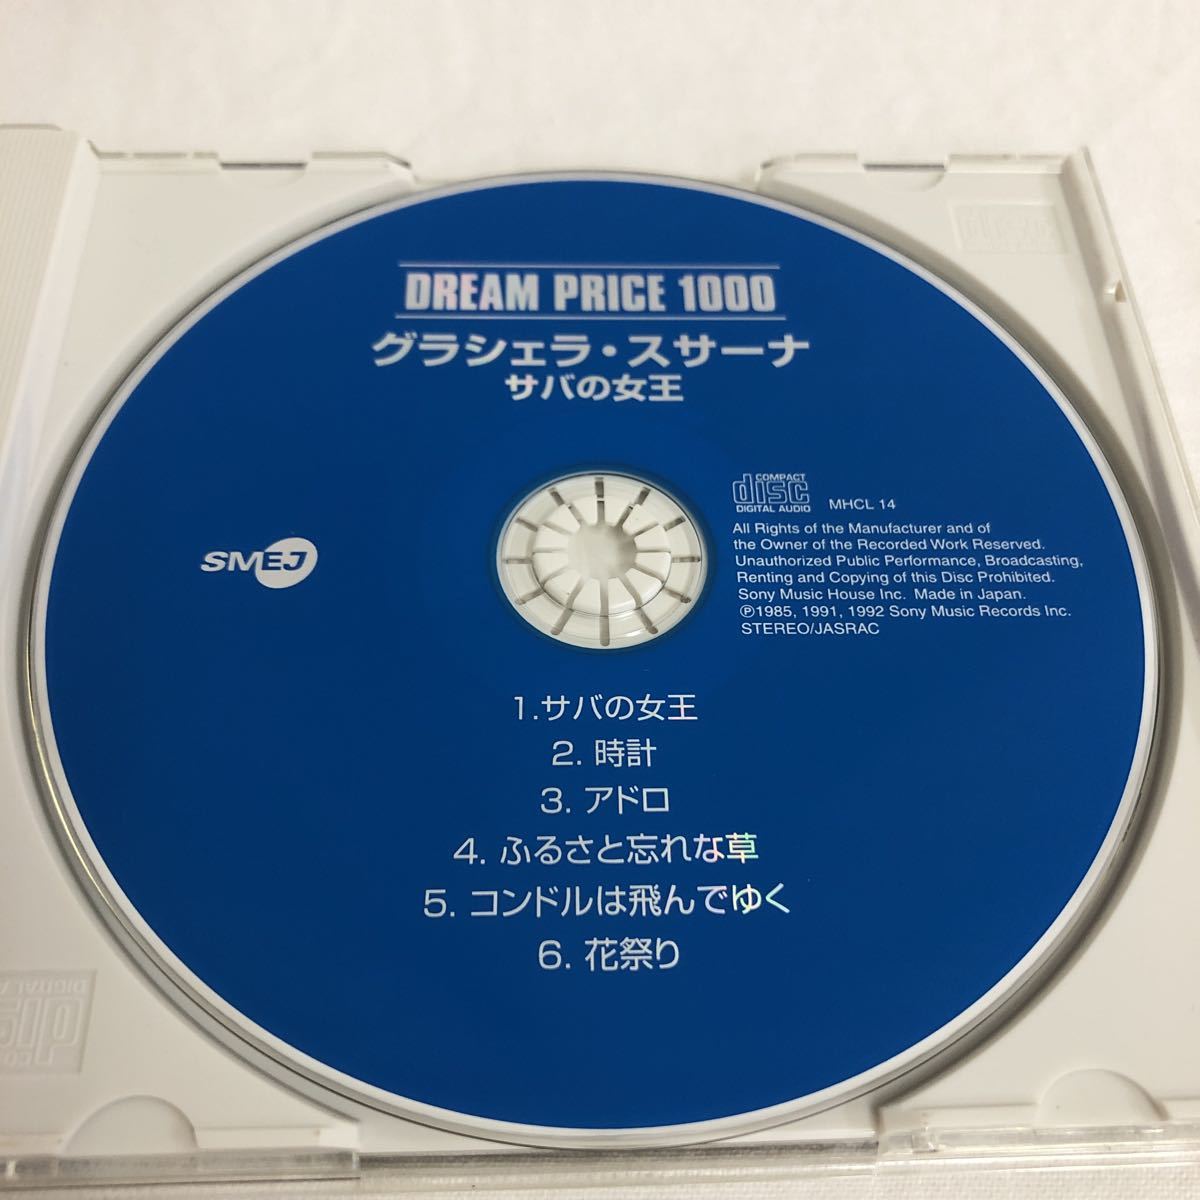 DREAM PRICE 1000
グラシェラ・スサーナ
サバの女王
COMPACT
disc
DIGITAL AUDIO
MHCL 14
All Rights of the Manufacturer and of
the Owner of the Recorded Work Reserved.
Unauthorized Public Performance, Broadcasting,
Renting and Copying of this Disc Prohibited.
Sony Music House Inc. Made in Japan.
Ⓟ1985, 1991, 1992 Sony Music Records Inc.
STEREO/JASRAC
SMEJ
1.サバの女王
2. 時計
3. アドロ
4. ふるさと忘れな草
5. コンドルは飛んでゆく
6. 花祭り